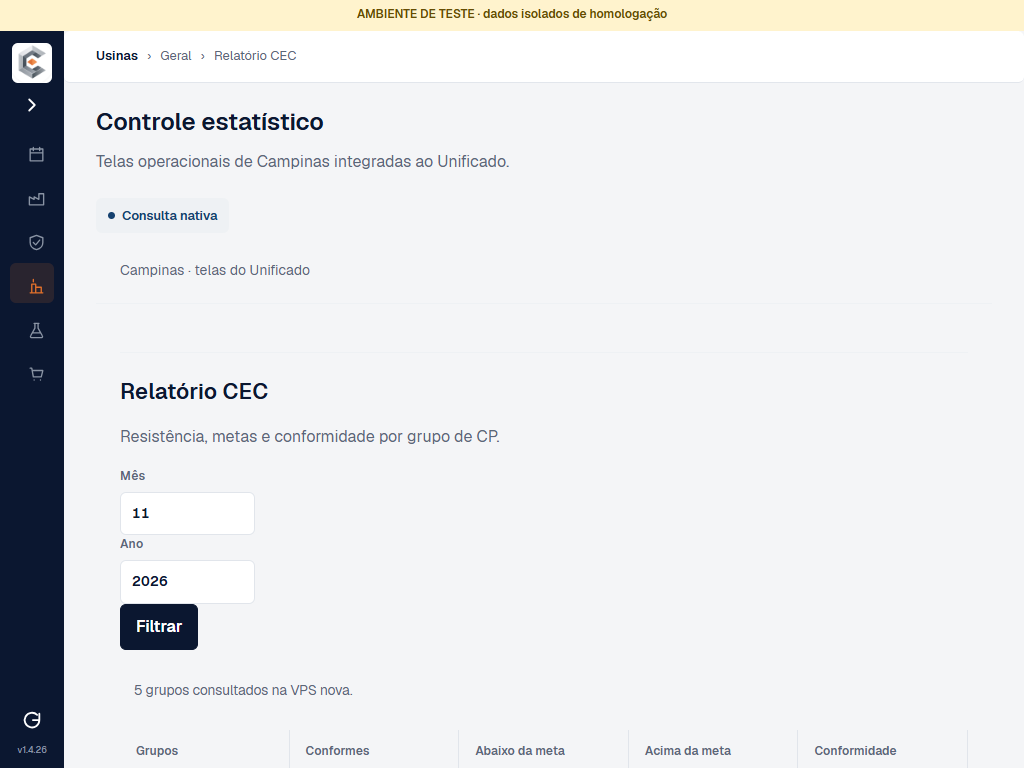 AMBIENTE DE TESTE · dados isolados de homologação
Usinas › Geral › Relatório CEC
Controle estatístico
Telas operacionais de Campinas integradas ao Unificado.
Consulta nativa
Campinas · telas do Unificado
Relatório CEC
Resistência, metas e conformidade por grupo de CP.
Mês
11
Ano
2026
Filtrar
5 grupos consultados na VPS nova.
Grupos Conformes Abaixo da meta Acima da meta Conformidade
v1.4.26